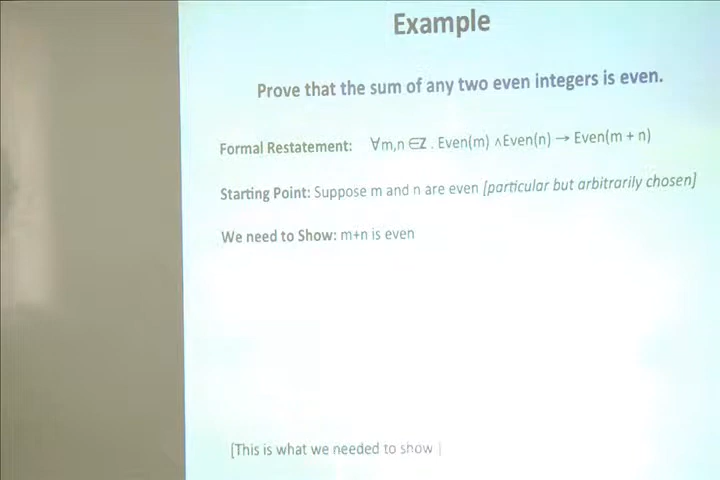 Example
Prove that the sum of any two even integers is even.
Formal Restatement: ∀m,n ∈Z . Even(m) ∧Even(n) → Even(m + n)
Starting Point: Suppose m and n are even [particular but arbitrarily chosen]
We need to Show: m+n is even
[This is what we needed to show ]